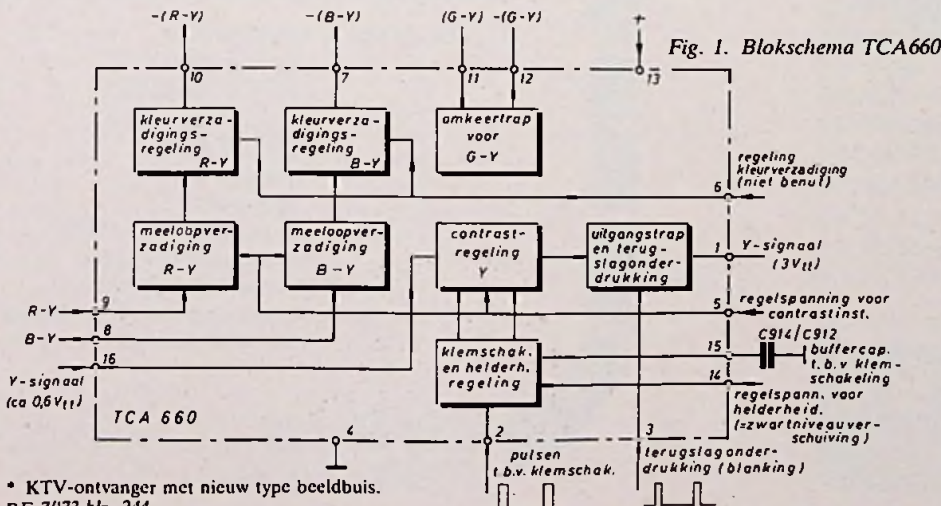 -(R-Y)
-(B-Y)
(G-Y) -(G-Y)
+
Fig. 1. Blokschema TCA660
10
7
11
12
13
kleurverza-
digings-
regeling
R-Y
kleurverza-
digings-
regeling
B-Y
omkeertrap
voor
G-Y
regeling
kleurverzadiging
(niet benut)
6
meeloopver-
zadiging
R-Y
meeloopver-
zadiging
B-Y
contrast-
regeling
Y
uitgangstrap
en terug-
slagonder-
drukking
1
Y-signaal
(3Vtt)
R-Y
9
5
regelspanning voor
contrastinst.
B-Y
8
C914/C912
16
15
buffercap.
t.b.v klem-
schakeling
klemschak.
en helderh.
regeling
14
Y-signaal
(ca 0,6Vtt)
regelspann. voor
helderheid.
(=zwartniveauver-
schuiving)
TCA 660
4
2
3
pulsen
t.b.v. klemschak.
terugslagonder-
drukking (blanking)
* KTV-ontvanger met nieuw type beeldbuis.